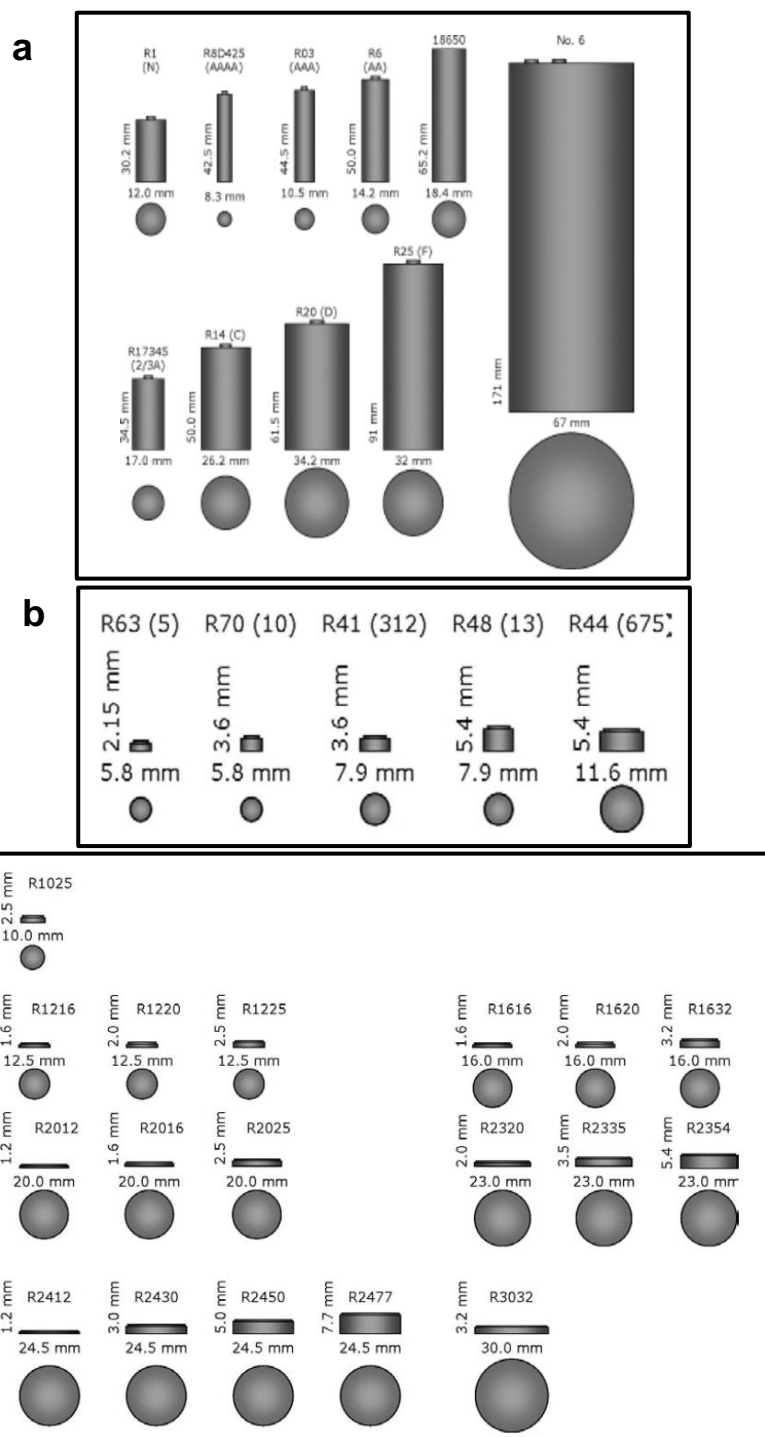 a
R1
(N)
R8D425
(AAAA)
R03
(AAA)
R6
(AA)
18650
No. 6
30.2 mm
42.5 mm
44.5 mm
50.0 mm
65.2 mm
12.0 mm
8.3 mm
10.5 mm
14.2 mm
18.4 mm
171 mm
67 mm
R17345
(2/3A)
R14 (C)
R20 (D)
R25 (F)
34.5 mm
50.0 mm
61.5 mm
91 mm
17.0 mm
26.2 mm
34.2 mm
32 mm
b
R63 (5) R70 (10) R41 (312) R48 (13) R44 (675)
2.15 mm
3.6 mm
3.6 mm
5.4 mm
5.4 mm
5.8 mm 5.8 mm 7.9 mm 7.9 mm 11.6 mm
R1025
2.5 mm
10.0 mm
R1216 R1220 R1225 R1616 R1620 R1632
1.6 mm 2.0 mm 2.5 mm 1.6 mm 2.0 mm 3.2 mm
12.5 mm 12.5 mm 12.5 mm 16.0 mm 16.0 mm 16.0 mm
R2012 R2016 R2025 R2320 R2335 R2354
1.2 mm 1.6 mm 2.5 mm 2.0 mm 3.5 mm 5.4 mm
20.0 mm 20.0 mm 20.0 mm 23.0 mm 23.0 mm 23.0 mm
R2412 R2430 R2450 R2477 R3032
1.2 mm 3.0 mm 5.0 mm 7.7 mm 3.2 mm
24.5 mm 24.5 mm 24.5 mm 24.5 mm 30.0 mm